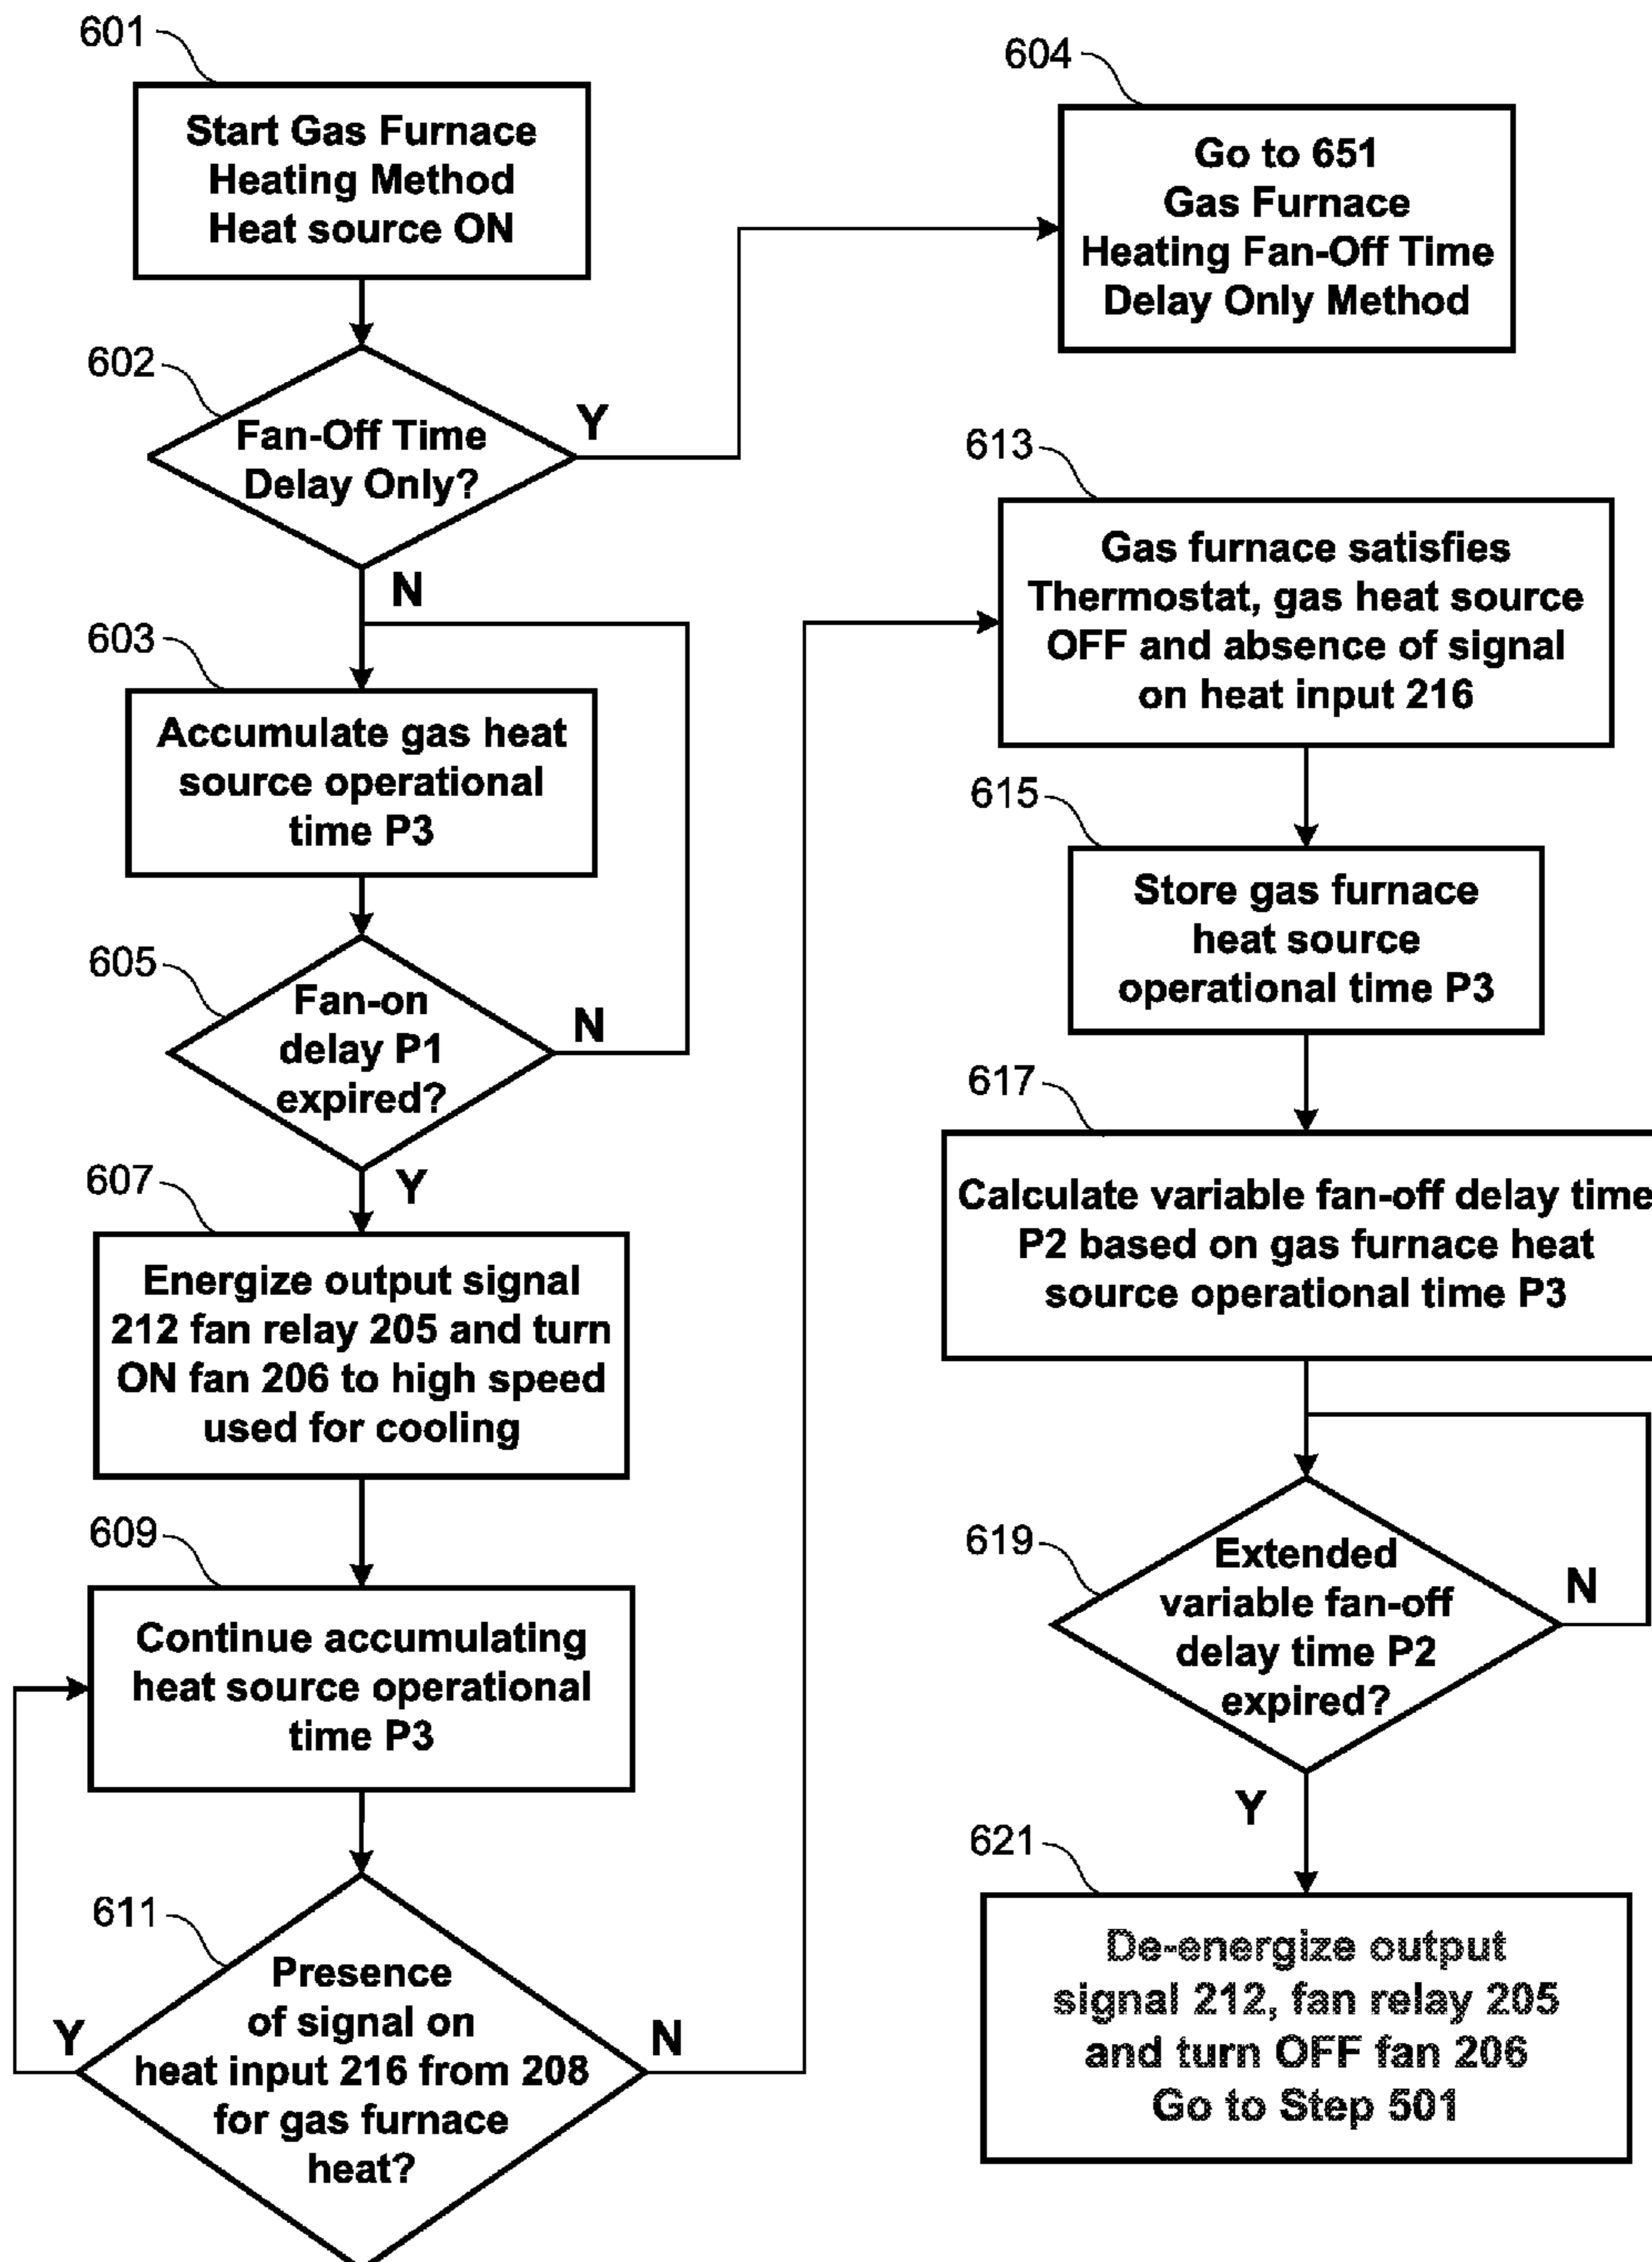 601
Start Gas Furnace
Heating Method
Heat source ON
602
Fan-Off Time
Delay Only?
Y
N
604
Go to 651
Gas Furnace
Heating Fan-Off Time
Delay Only Method
603
Accumulate gas heat
source operational
time P3
605
Fan-on
delay P1
expired?
N
Y
607
Energize output signal
212 fan relay 205 and turn
ON fan 206 to high speed
used for cooling
609
Continue accumulating
heat source operational
time P3
611
Presence
of signal on
heat input 216 from 208
for gas furnace
heat?
Y
N
613
Gas furnace satisfies
Thermostat, gas heat source
OFF and absence of signal
on heat input 216
615
Store gas furnace
heat source
operational time P3
617
Calculate variable fan-off delay time
P2 based on gas furnace heat
source operational time P3
619
Extended
variable fan-off
delay time P2
expired?
N
Y
621
De-energize output
signal 212, fan relay 205
and turn OFF fan 206
Go to Step 501